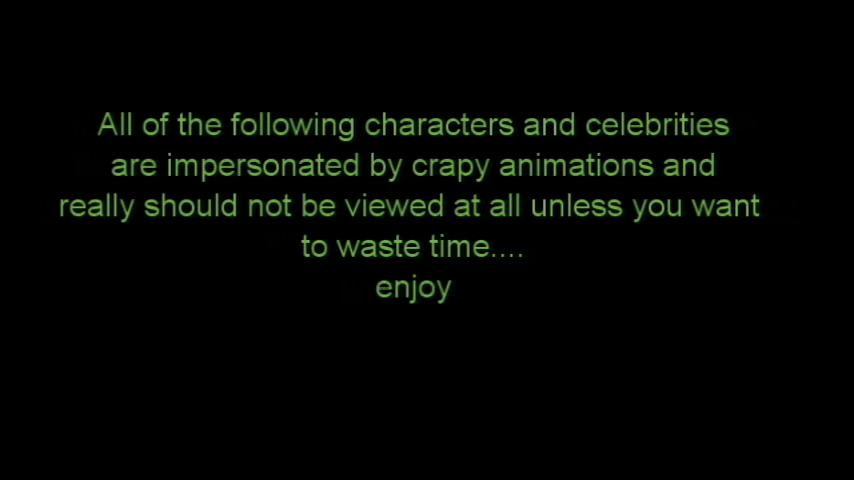 All of the following characters and celebrities
are impersonated by crapy animations and
really should not be viewed at all unless you want
to waste time....
enjoy